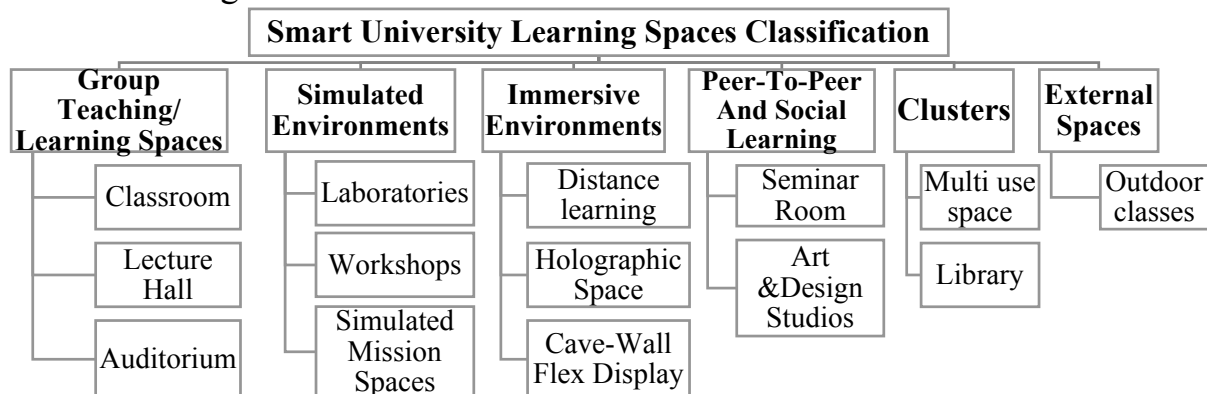 Smart University Learning Spaces Classification
Group
Teaching/
Learning Spaces
Classroom
Lecture
Hall
Auditorium
Simulated
Environments
Laboratories
Workshops
Simulated
Mission
Spaces
Immersive
Environments
Distance
learning
Holographic
Space
Cave-Wall
Flex Display
Peer-To-Peer
And Social
Learning
Seminar
Room
Art
&Design
Studios
Clusters
Multi use
space
Library
External
Spaces
Outdoor
classes